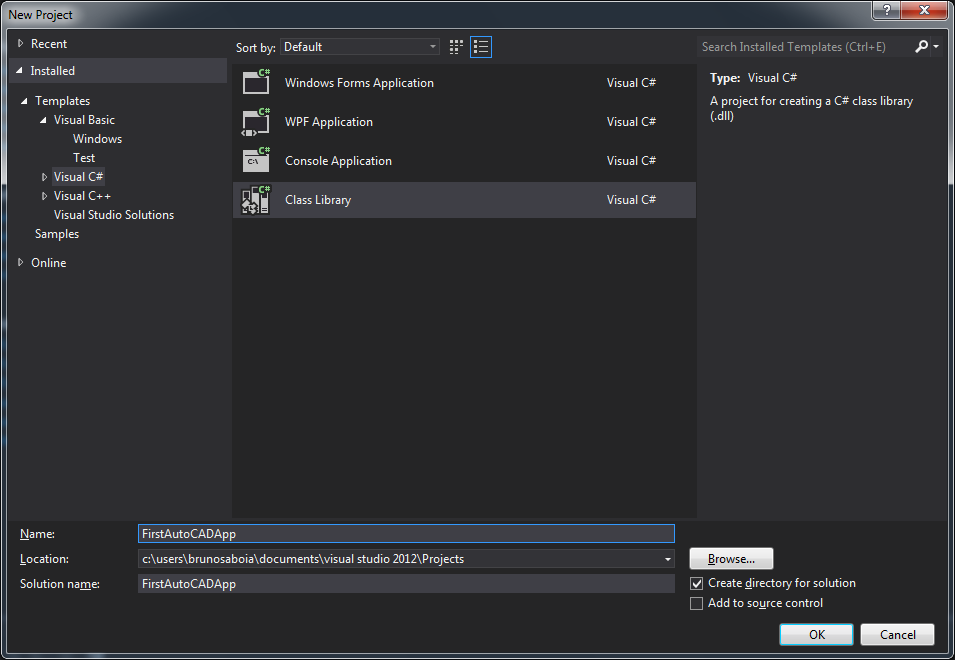 New Project
?
x
Recent
Installed
Templates
Visual Basic
Windows
Test
Visual C#
Visual C++
Visual Studio Solutions
Samples
Online
Sort by: Default
C# Windows Forms Application Visual C#
C# WPF Application Visual C#
C# C:\ Console Application Visual C#
C# Class Library Visual C#
Search Installed Templates (Ctrl+E)
Type: Visual C#
A project for creating a C# class library
(.dll)
Name: FirstAutoCADApp
Location: c:\users\brunosaboia\documents\visual studio 2012\Projects
Browse...
Solution name: FirstAutoCADApp
Create directory for solution
Add to source control
OK Cancel